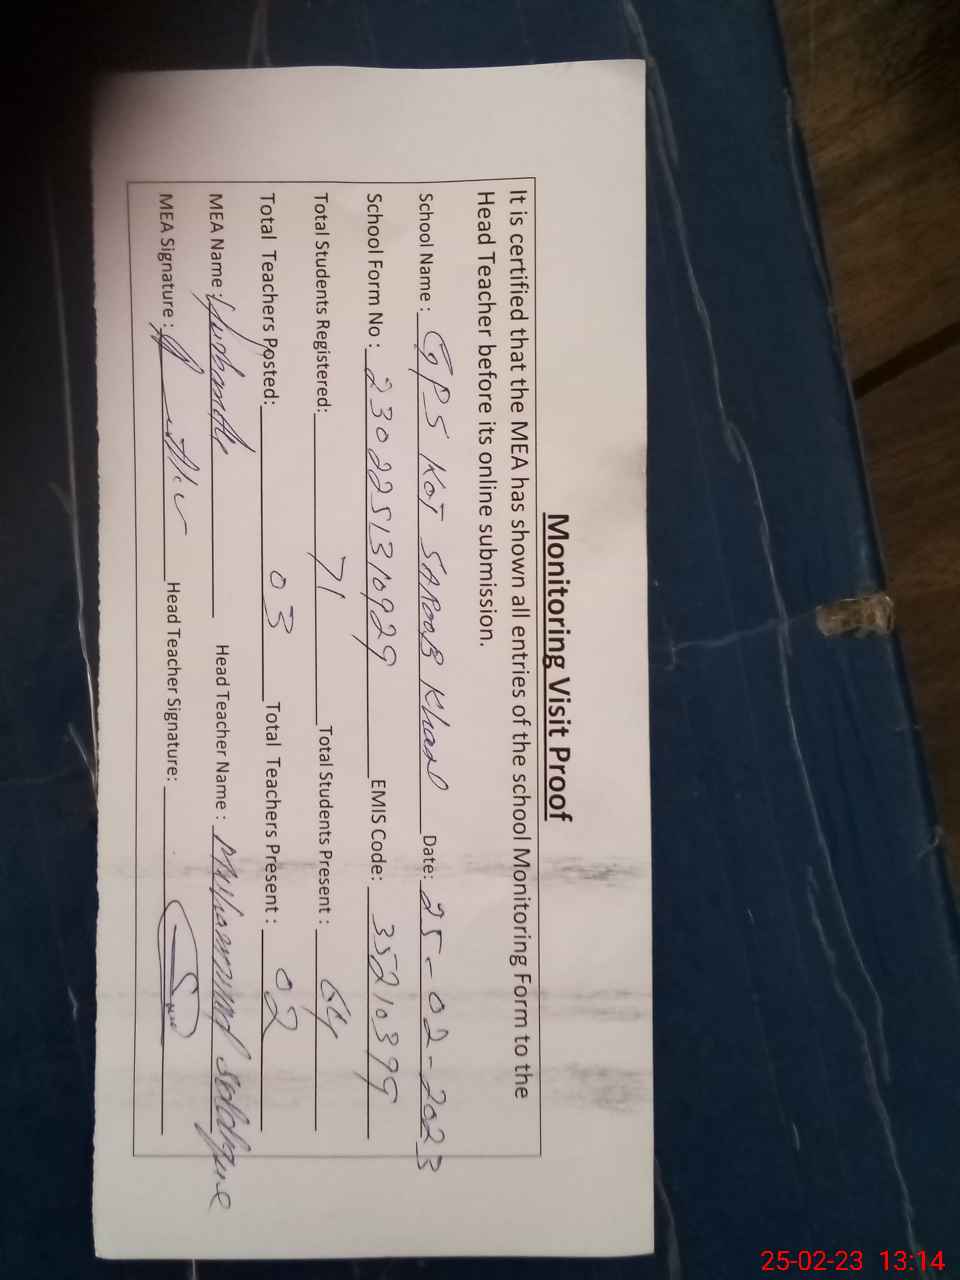 Monitoring Visit Proof
It is certified that the MEA has shown all entries of the school Monitoring Form to the
Head Teacher before its online submission.
School Name : GPS KOT SAROOB Khan Date: 25-02-2023
School Form No : 23022513 10929 EMIS Code: 35210399
Total Students Registered: 71 Total Students Present : 64
Total Teachers Posted: 03 Total Teachers Present : 02
MEA Name : Head Teacher Name : Muhammad
MEA Signature : Head Teacher Signature:
25-02-23 13:14